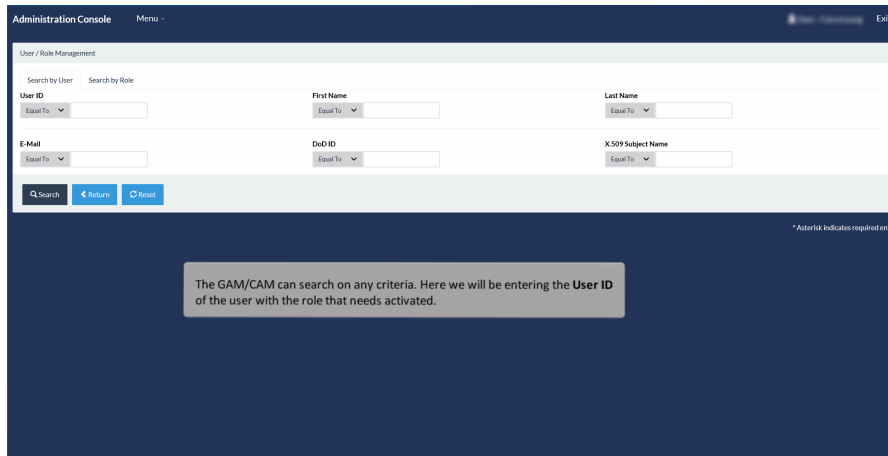 Administration Console Menu
Exi
User / Role Management
Search by User Search by Role
User ID First Name Last Name
Equal To Equal To Equal To
E-Mail DoD ID X.509 Subject Name
Equal To Equal To Equal To
Search Return Reset
* Asterisk indicates required en
The GAM/CAM can search on any criteria. Here we will be entering the User ID
of the user with the role that needs activated.